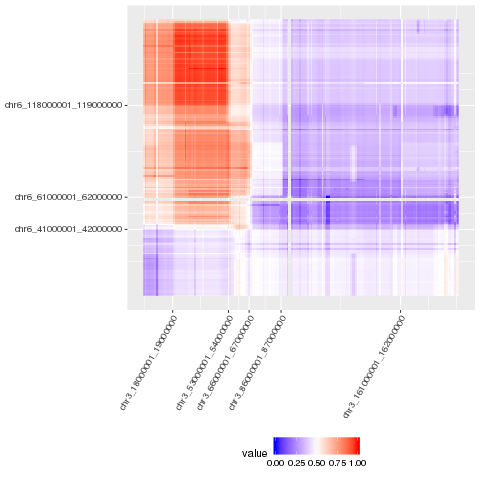 chr6_118000001_119000000
chr6_61000001_62000000
chr6_41000001_42000000
chr3_18000001_19000000
chr3_53000001_54000000
chr3_66000001_67000000
chr3_86000001_87000000
chr3_161000001_162000000
value
0.00 0.25 0.50 0.75 1.00